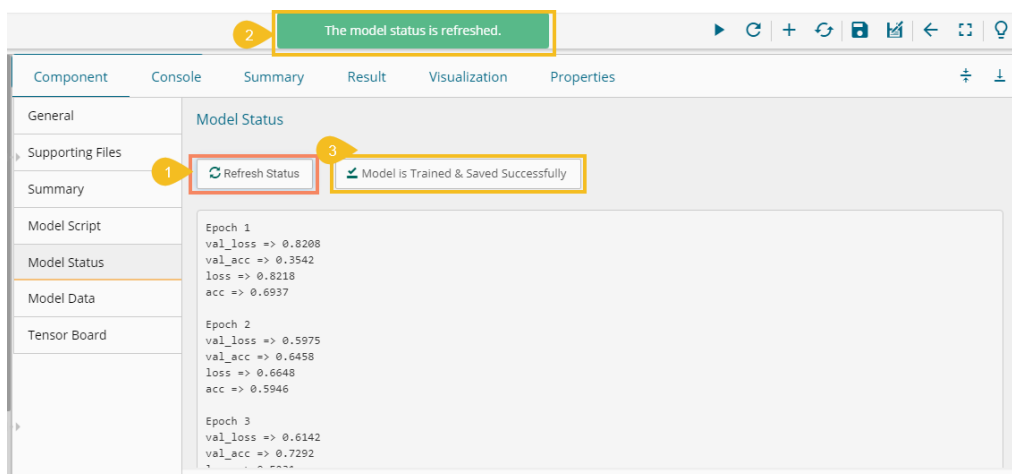 2
The model status is refreshed.
Component Console Summary Result Visualization Properties
General
Supporting Files
Summary
Model Script
Model Status
Model Data
Tensor Board
Model Status
1
Refresh Status
3
Model is Trained & Saved Successfully
Epoch 1
val_loss => 0.8208
val_acc => 0.3542
loss => 0.8218
acc => 0.6937
Epoch 2
val_loss => 0.5975
val_acc => 0.6458
loss => 0.6648
acc => 0.5946
Epoch 3
val_loss => 0.6142
val_acc => 0.7292